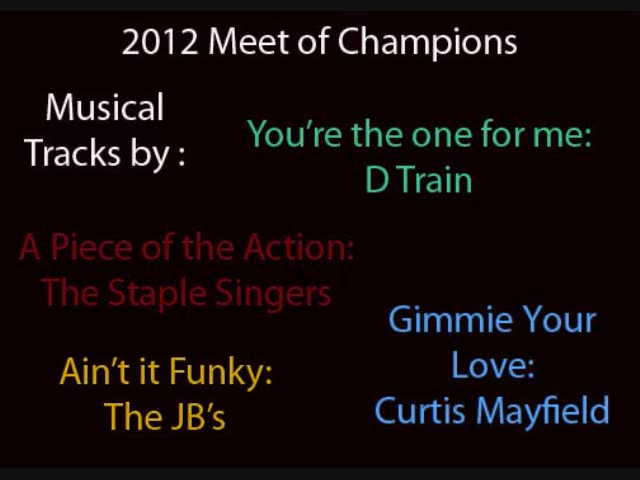 2012 Meet of Champions
Musical
Tracks by :
You're the one for me:
D Train
A Piece of the Action:
The Staple Singers
Gimmie Your
Love:
Curtis Mayfield
Ain't it Funky:
The JB's